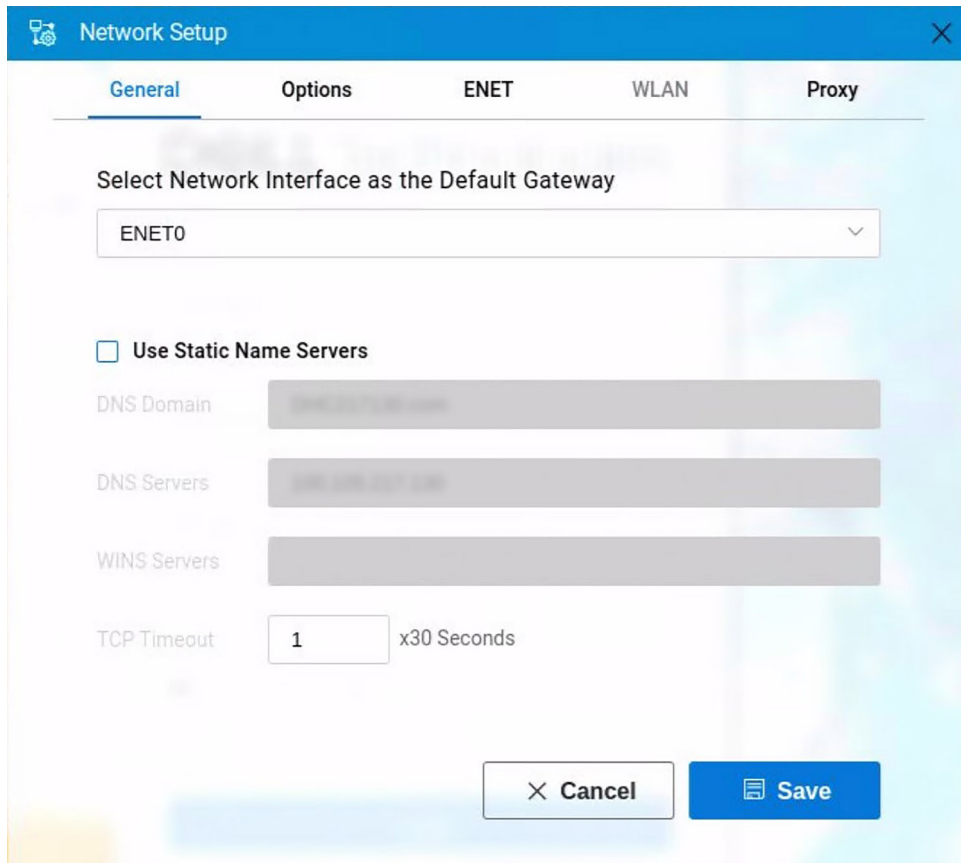 Network Setup
General Options ENET WLAN Proxy
Select Network Interface as the Default Gateway
ENET0
Use Static Name Servers
DNS Domain
DNS Servers
WINS Servers
TCP Timeout 1 x30 Seconds
Cancel Save